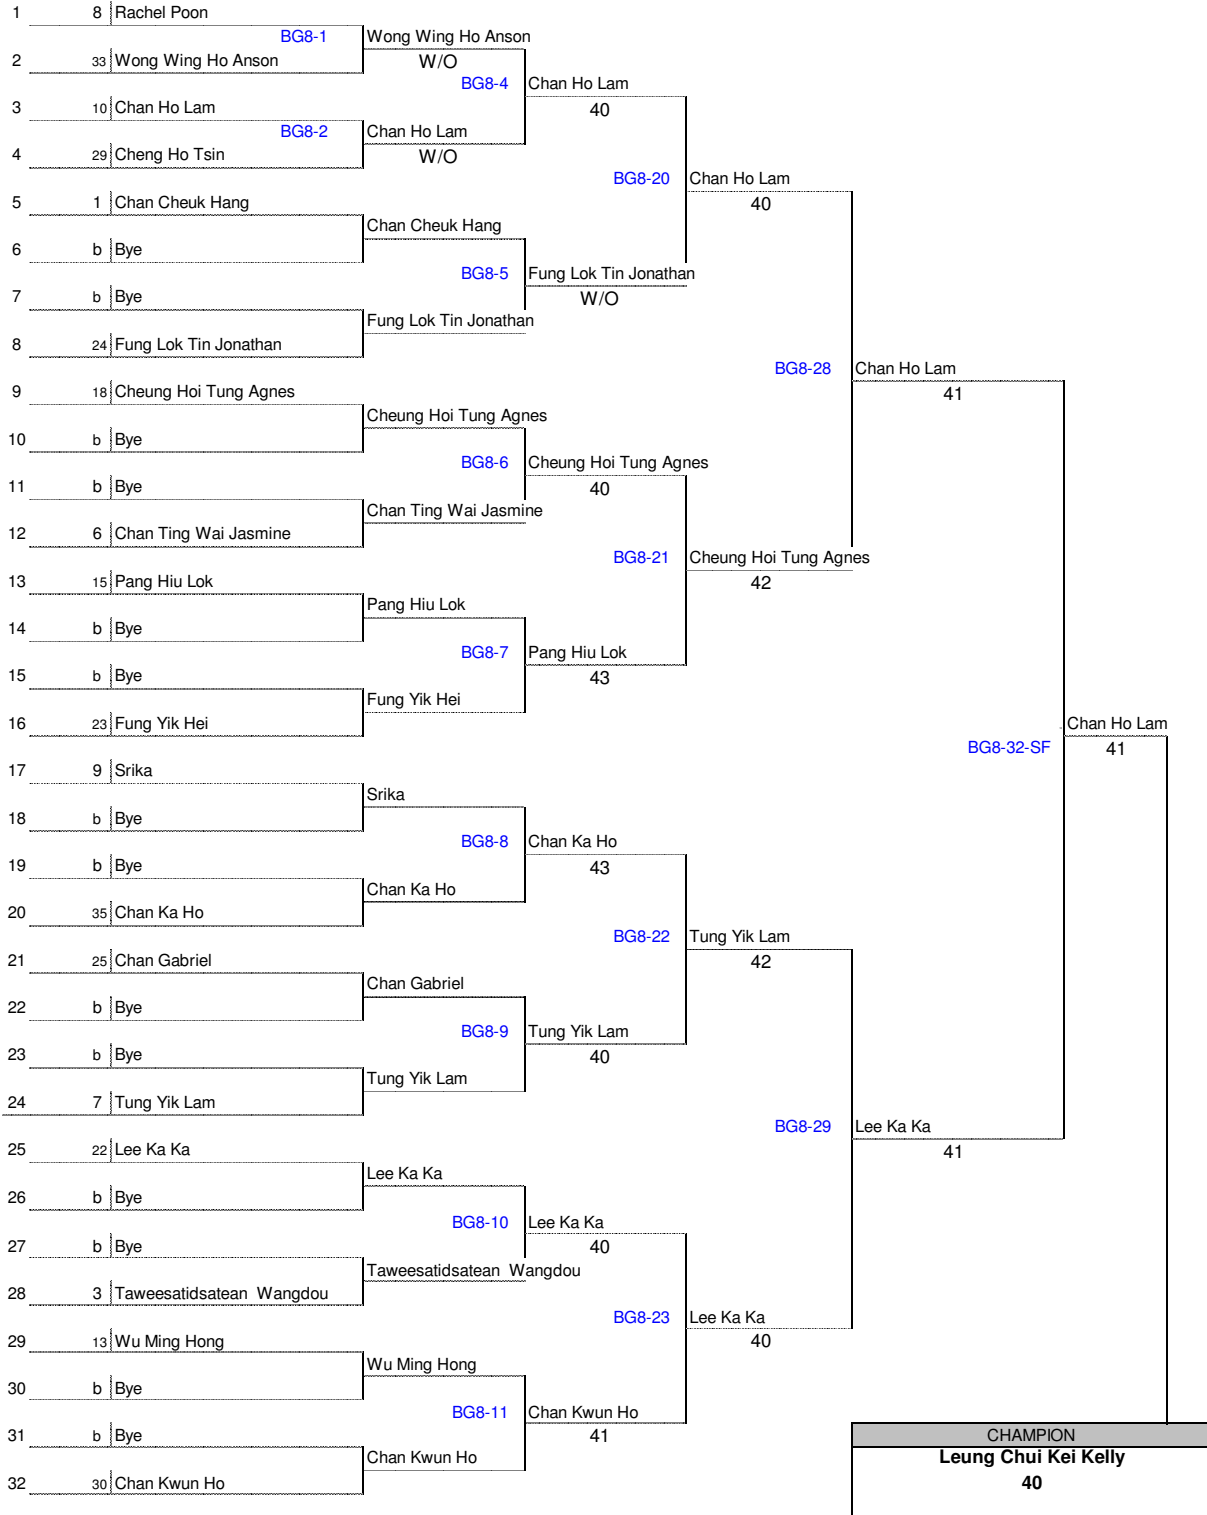 1 8 Rachel Poon
BG8-1 Wong Wing Ho Anson
2 33 Wong Wing Ho Anson W/O
BG8-4 Chan Ho Lam
3 10 Chan Ho Lam 40
BG8-2 Chan Ho Lam
4 29 Cheng Ho Tsin W/O
BG8-20 Chan Ho Lam
5 1 Chan Cheuk Hang 40
Chan Cheuk Hang
6 b Bye
BG8-5 Fung Lok Tin Jonathan
7 b Bye W/O
Fung Lok Tin Jonathan
8 24 Fung Lok Tin Jonathan
BG8-28 Chan Ho Lam
9 18 Cheung Hoi Tung Agnes 41
Cheung Hoi Tung Agnes
10 b Bye
BG8-6 Cheung Hoi Tung Agnes
11 b Bye 40
Chan Ting Wai Jasmine
12 6 Chan Ting Wai Jasmine
BG8-21 Cheung Hoi Tung Agnes
13 15 Pang Hiu Lok 42
Pang Hiu Lok
14 b Bye
BG8-7 Pang Hiu Lok
15 b Bye 43
Fung Yik Hei
16 23 Fung Yik Hei Chan Ho Lam
BG8-32-SF 41
17 9 Srika
Srika
18 b Bye
BG8-8 Chan Ka Ho
19 b Bye 43
Chan Ka Ho
20 35 Chan Ka Ho
BG8-22 Tung Yik Lam
21 25 Chan Gabriel 42
Chan Gabriel
22 b Bye
BG8-9 Tung Yik Lam
23 b Bye 40
Tung Yik Lam
24 7 Tung Yik Lam
BG8-29 Lee Ka Ka
25 22 Lee Ka Ka 41
Lee Ka Ka
26 b Bye
BG8-10 Lee Ka Ka
27 b Bye 40
Taweesatidsatean Wangdou
28 3 Taweesatidsatean Wangdou
BG8-23 Lee Ka Ka
29 13 Wu Ming Hong 40
Wu Ming Hong
30 b Bye
BG8-11 Chan Kwun Ho
31 b Bye 41 CHAMPION
Chan Kwun Ho Leung Chui Kei Kelly
32 30 Chan Kwun Ho 40